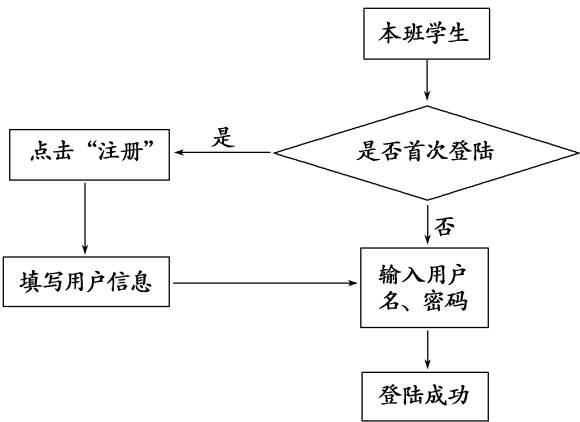 本班学生
是否首次登陆
是
点击“注册”
否
填写用户信息
输入用户
名、密码
登陆成功